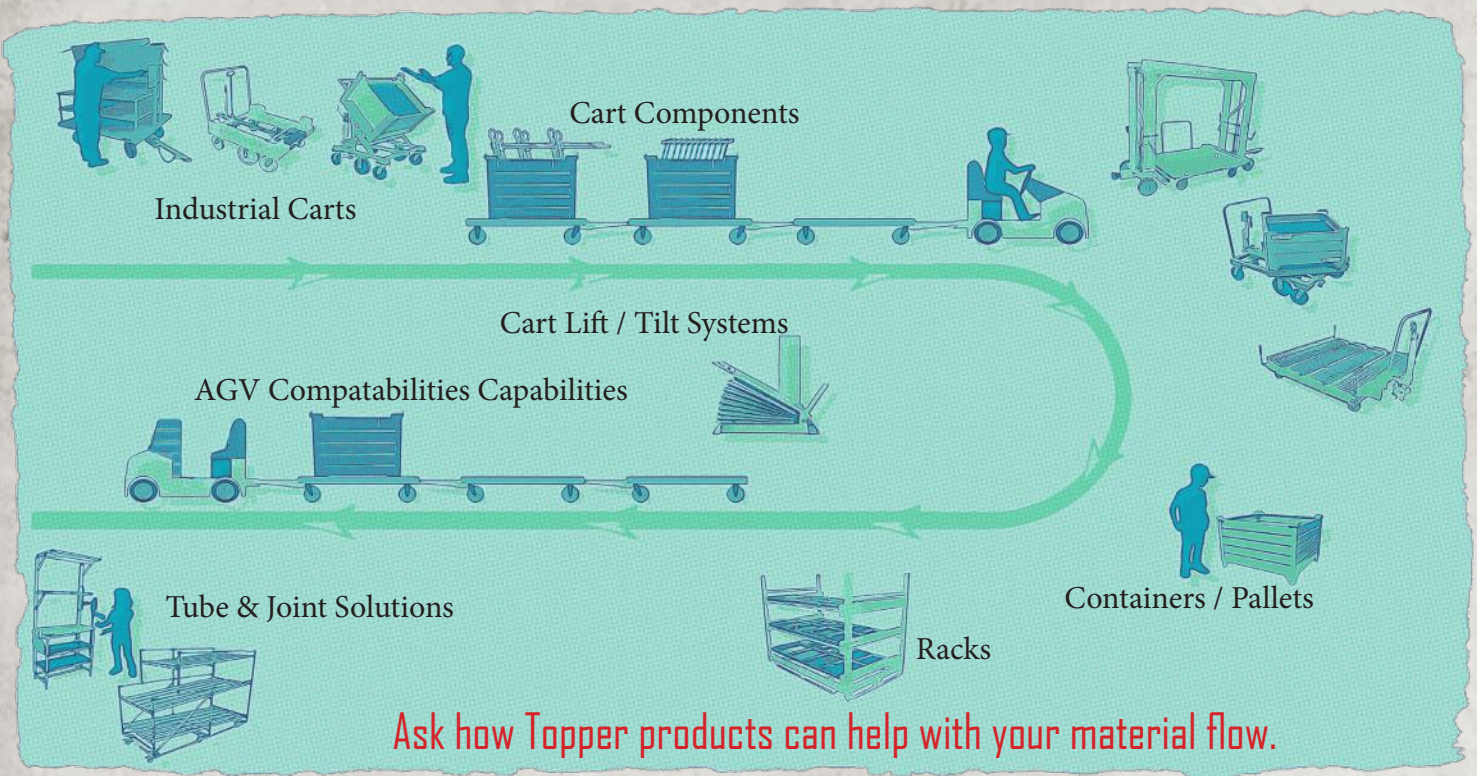 Cart Components
Industrial Carts
Cart Lift / Tilt Systems
AGV Compatabilities Capabilities
Tube & Joint Solutions
Containers / Pallets
Racks
Ask how Topper products can help with your material flow.